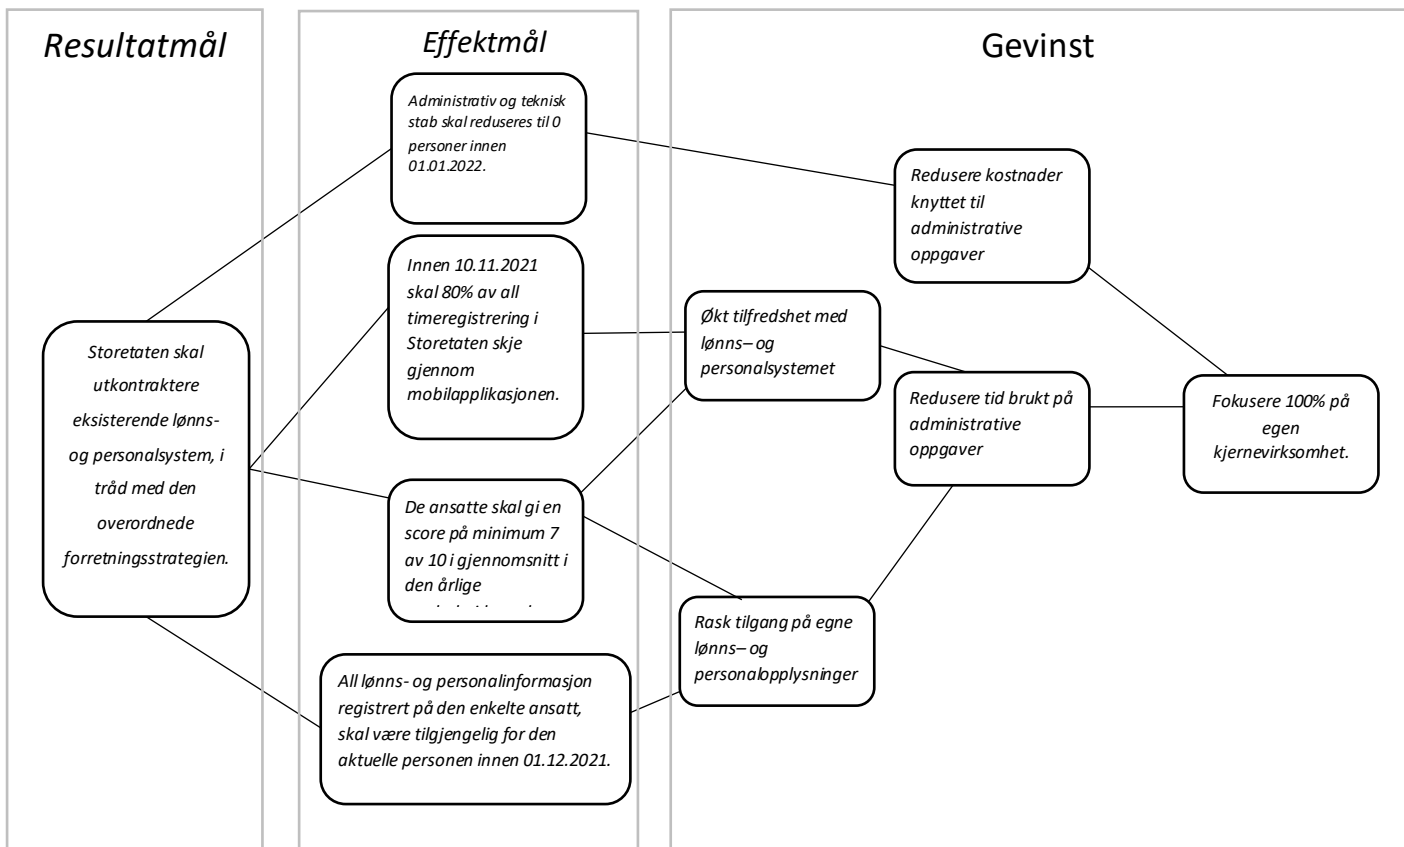 Resultatmål
Storetaten skal
utkontraktere
eksisterende lønns-
og personalsystem, i
tråd med den
overordnede
forretningsstrategien.
Effektmål
Administrativ og teknisk
stab skal reduseres til 0
personer innen
01.01.2022.
Innen 10.11.2021
skal 80% av all
timeregistrering i
Storetaten skje
gjennom
mobilapplikasjonen.
De ansatte skal gi en
score på minimum 7
av 10 i gjennomsnitt i
den årlige
All lønns- og personalinformasjon
registrert på den enkelte ansatt,
skal være tilgjengelig for den
aktuelle personen innen 01.12.2021.
Gevinst
Økt tilfredshet med
lønns– og
personalsystemet
Rask tilgang på egne
lønns– og
personalopplysninger
Redusere kostnader
knyttet til
administrative
oppgaver
Redusere tid brukt på
administrative
oppgaver
Fokusere 100% på
egen
kjernevirksomhet.